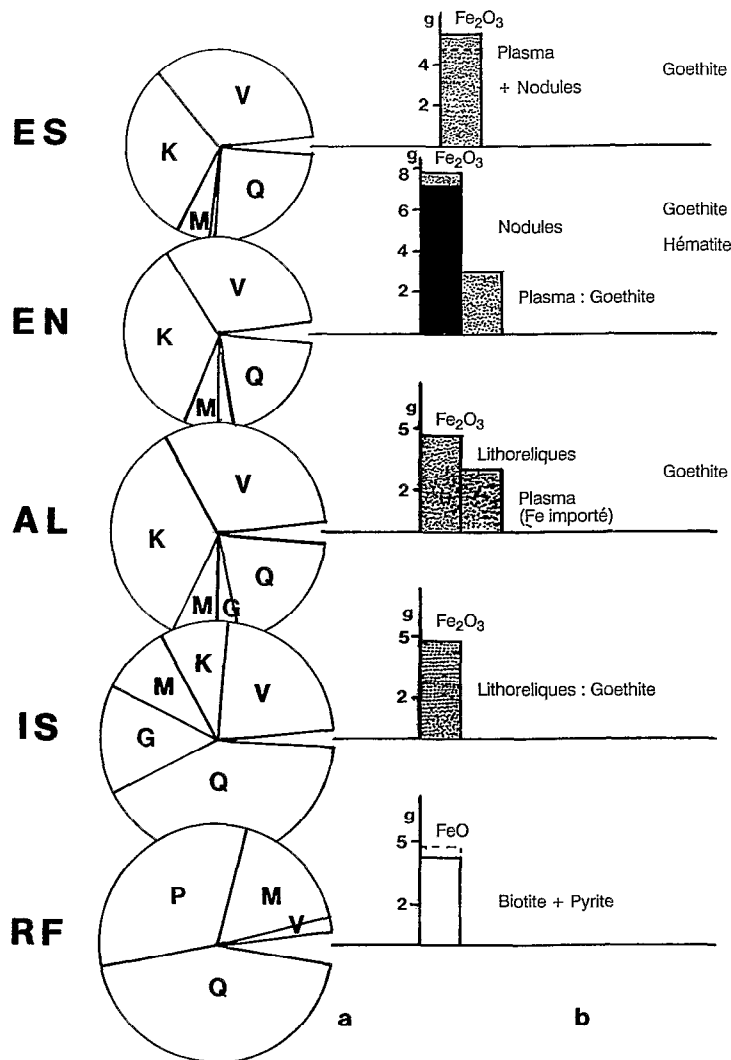 ES
V
K
M
Q
g
Fe₂O₃
4
2
Plasma
+ Nodules
Goethite
EN
V
K
M
Q
g
Fe₂O₃
8
6
4
2
Nodules
Goethite
Hématite
Plasma : Goethite
AL
V
K
M
G
Q
g
Fe₂O₃
5
2
Lithoreliques
Goethite
Plasma
(Fe importé)
IS
K
M
V
G
Q
g
Fe₂O₃
5
2
Lithoreliques : Goethite
RF
P
M
V
Q
g
FeO
5
2
Biotite + Pyrite
a
b